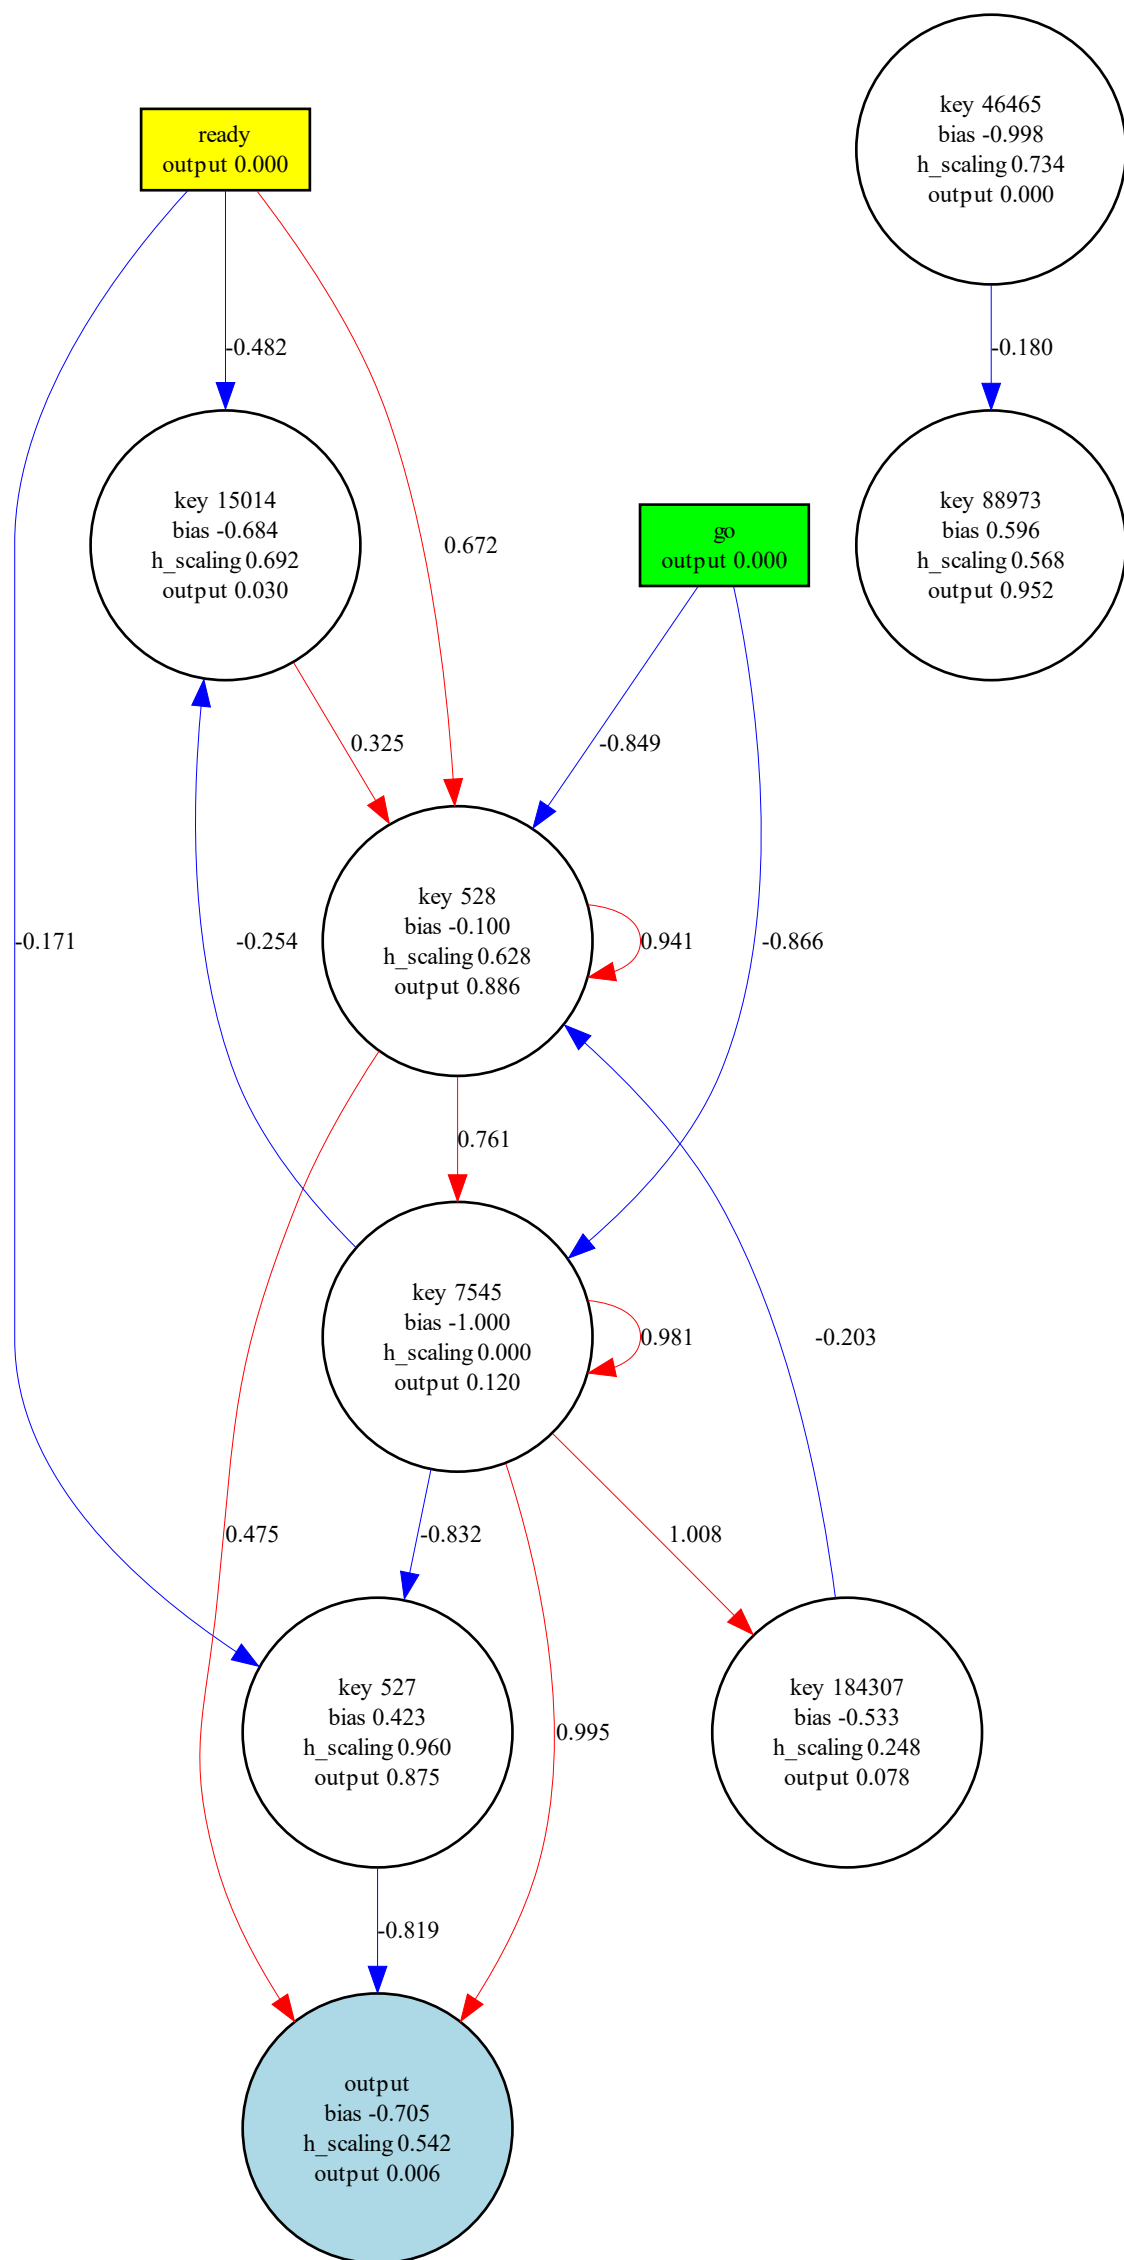 key 46465
bias -0.998
h_scaling 0.734
output 0.000
ready
output 0.000
-0.482
-0.180
key 15014
bias -0.684
h_scaling 0.692
output 0.030
0.672
go
output 0.000
key 88973
bias 0.596
h_scaling 0.568
output 0.952
0.325
-0.849
-0.171
-0.254
key 528
bias -0.100
h_scaling 0.628
output 0.886
0.941
-0.866
0.761
key 7545
bias -1.000
h_scaling 0.000
output 0.120
0.981
-0.203
0.475
-0.832
1.008
key 527
bias 0.423
h_scaling 0.960
output 0.875
0.995
key 184307
bias -0.533
h_scaling 0.248
output 0.078
-0.819
output
bias -0.705
h_scaling 0.542
output 0.006